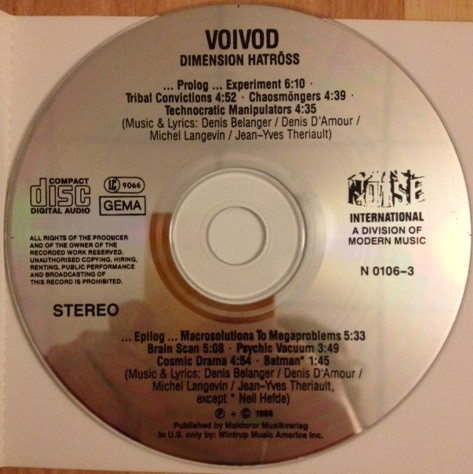 VOIVOD
DIMENSION HATRÖSS
... Prolog ... Experiment 6:10 ·
Tribal Convictions 4:52 · Chaosmöngers 4:39 ·
Technocratic Manipulators 4:35
(Music & Lyrics: Denis Belanger / Denis D'Amour /
Michel Langevin / Jean-Yves Theriault)
COMPACT
disc
DIGITAL AUDIO
LC 9066
GEMA
NOISE
INTERNATIONAL
A DIVISION OF
MODERN MUSIC
N 0106-3
ALL RIGHTS OF THE PRODUCER
AND OF THE OWNER OF THE
RECORDED WORK RESERVED.
UNAUTHORISED COPYING, HIRING,
RENTING, PUBLIC PERFORMANCE
AND BROADCASTING OF
THIS RECORD IS PROHIBITED.
STEREO
...Epilog ... Macrosolutions To Megaproblems 5:33
Brain Scan 5:08 · Psychic Vacuum 3:49
Cosmic Drama 4:54 · Batman* 1:45
(Music & Lyrics: Denis Belanger / Denis D'Amour /
Michel Langevin / Jean-Yves Theriault,
except * Neil Hefde)
℗ + © 1988
Published by Maldoror Musikverlag
in U.S. only by: Wintrup Music America Inc.